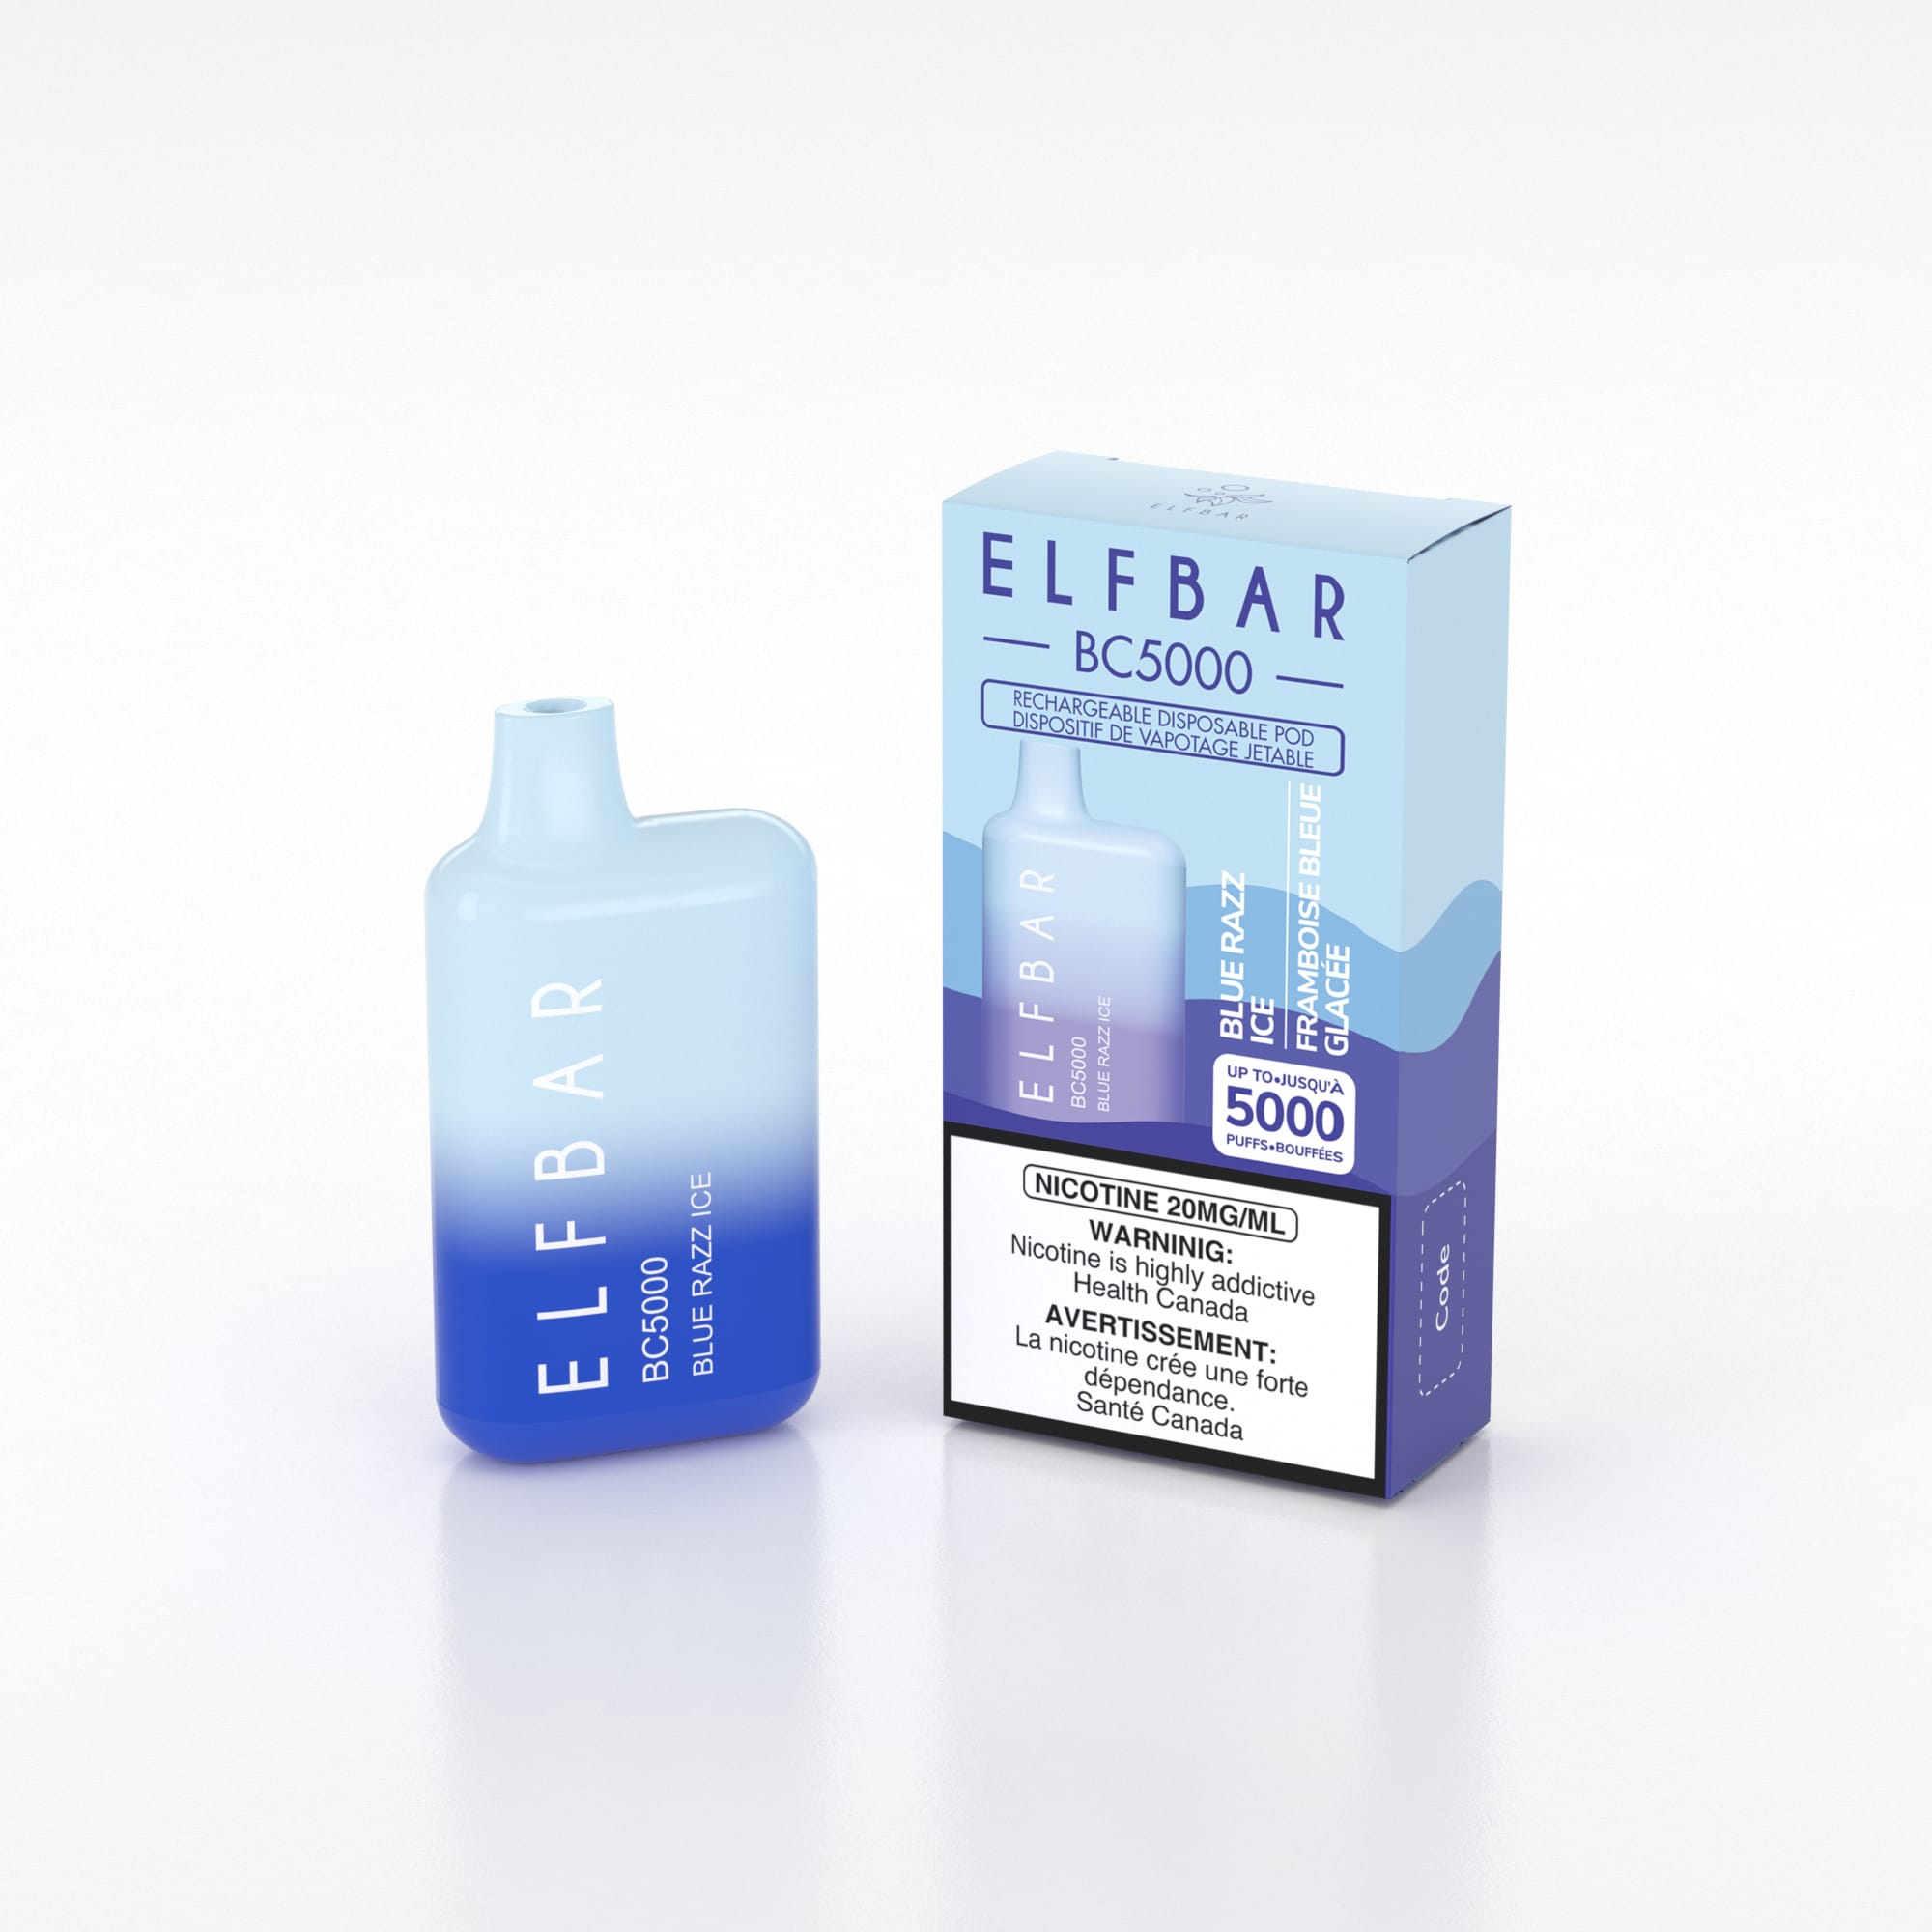 ELFBAR
BC5000
BLUE RAZZ ICE
ELFBAR
ELFBAR
BC5000
RECHARGEABLE DISPOSABLE POD
DISPOSITIF DE VAPOTAGE JETABLE
ELFBAR
BC5000
BLUE RAZZ ICE
BLUE RAZZ
ICE
FRAMBOISE BLEUE
GLACÉE
UP TO•JUSQU'À
5000
PUFFS•BOUFFÉES
NICOTINE 20MG/ML
WARNINIG:
Nicotine is highly addictive
Health Canada
AVERTISSEMENT:
La nicotine crée une forte
dépendance.
Santé Canada
Code